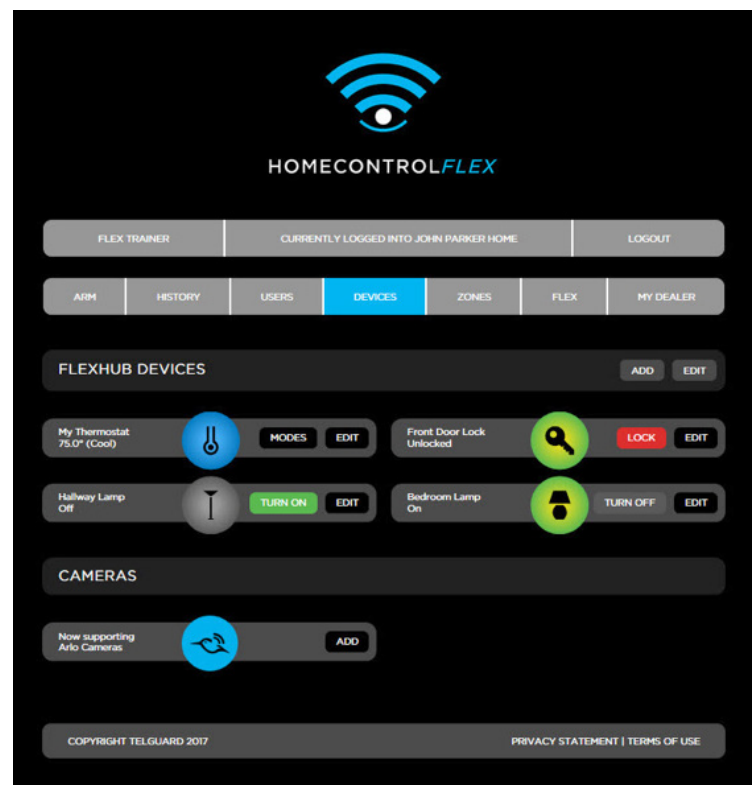 HOMECONTROLFLEX
FLEX TRAINER
CURRENTLY LOGGED INTO JOHN PARKER HOME
LOGOUT
ARM
HISTORY
USERS
DEVICES
ZONES
FLEX
MY DEALER
FLEXHUB DEVICES
ADD
EDIT
My Thermostat
75.0° (Cool)
MODES
EDIT
Front Door Lock
Unlocked
LOCK
EDIT
Hallway Lamp
Off
TURN ON
EDIT
Bedroom Lamp
On
TURN OFF
EDIT
CAMERAS
Now supporting
Arlo Cameras
ADD
COPYRIGHT TELGUARD 2017
PRIVACY STATEMENT | TERMS OF USE